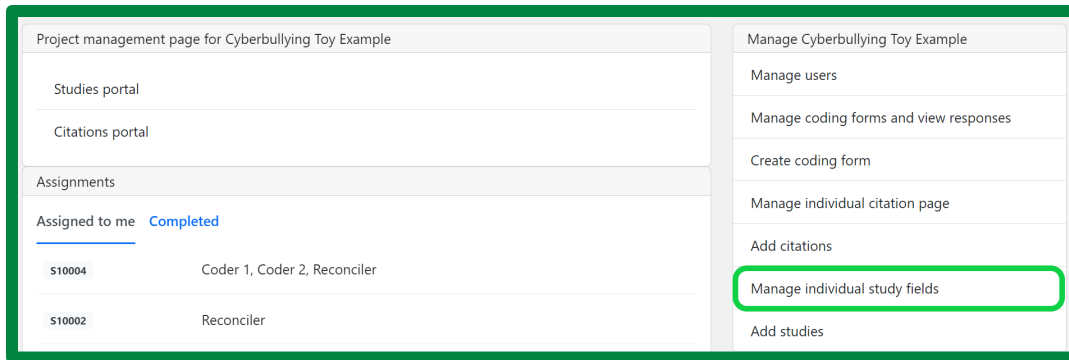 Project management page for Cyberbullying Toy Example
Studies portal
Citations portal
Assignments
Assigned to me Completed
S10004 Coder 1, Coder 2, Reconciler
S10002 Reconciler
Manage Cyberbullying Toy Example
Manage users
Manage coding forms and view responses
Create coding form
Manage individual citation page
Add citations
Manage individual study fields
Add studies